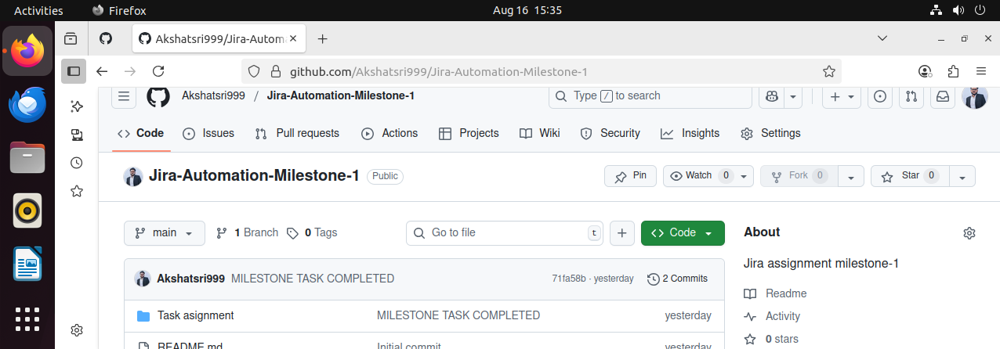 Activities Firefox Aug 16 15:35
Akshatsri999/Jira-Autom
github.com/Akshatsri999/Jira-Automation-Milestone-1
Akshatsri999 / Jira-Automation-Milestone-1 Type / to search
Code Issues Pull requests Actions Projects Wiki Security Insights Settings
Jira-Automation-Milestone-1 Public Pin Watch 0 Fork 0 Star 0
main 1 Branch 0 Tags Go to file t Code About
Jira assignment milestone-1
Akshatsri999 MILESTONE TASK COMPLETED 71fa58b · yesterday 2 Commits
Readme
Task asignment MILESTONE TASK COMPLETED yesterday Activity
0 stars
README.md Initial commit yesterday